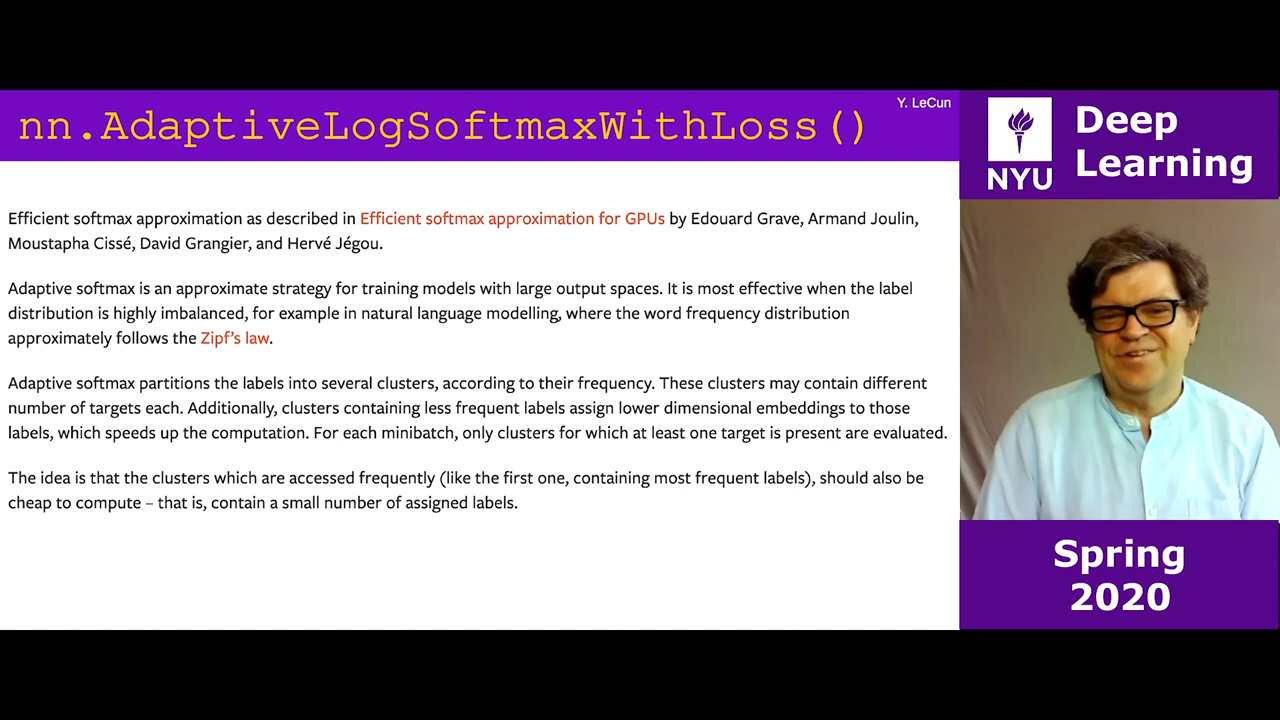 nn.AdaptiveLogSoftmaxWithLoss()
Y. LeCun
NYU
Deep
Learning
Efficient softmax approximation as described in Efficient softmax approximation for GPUs by Edouard Grave, Armand Joulin,
Moustapha Cissé, David Grangier, and Hervé Jégou.
Adaptive softmax is an approximate strategy for training models with large output spaces. It is most effective when the label
distribution is highly imbalanced, for example in natural language modelling, where the word frequency distribution
approximately follows the Zipf's law.
Adaptive softmax partitions the labels into several clusters, according to their frequency. These clusters may contain different
number of targets each. Additionally, clusters containing less frequent labels assign lower dimensional embeddings to those
labels, which speeds up the computation. For each minibatch, only clusters for which at least one target is present are evaluated.
The idea is that the clusters which are accessed frequently (like the first one, containing most frequent labels), should also be
cheap to compute – that is, contain a small number of assigned labels.
Spring
2020